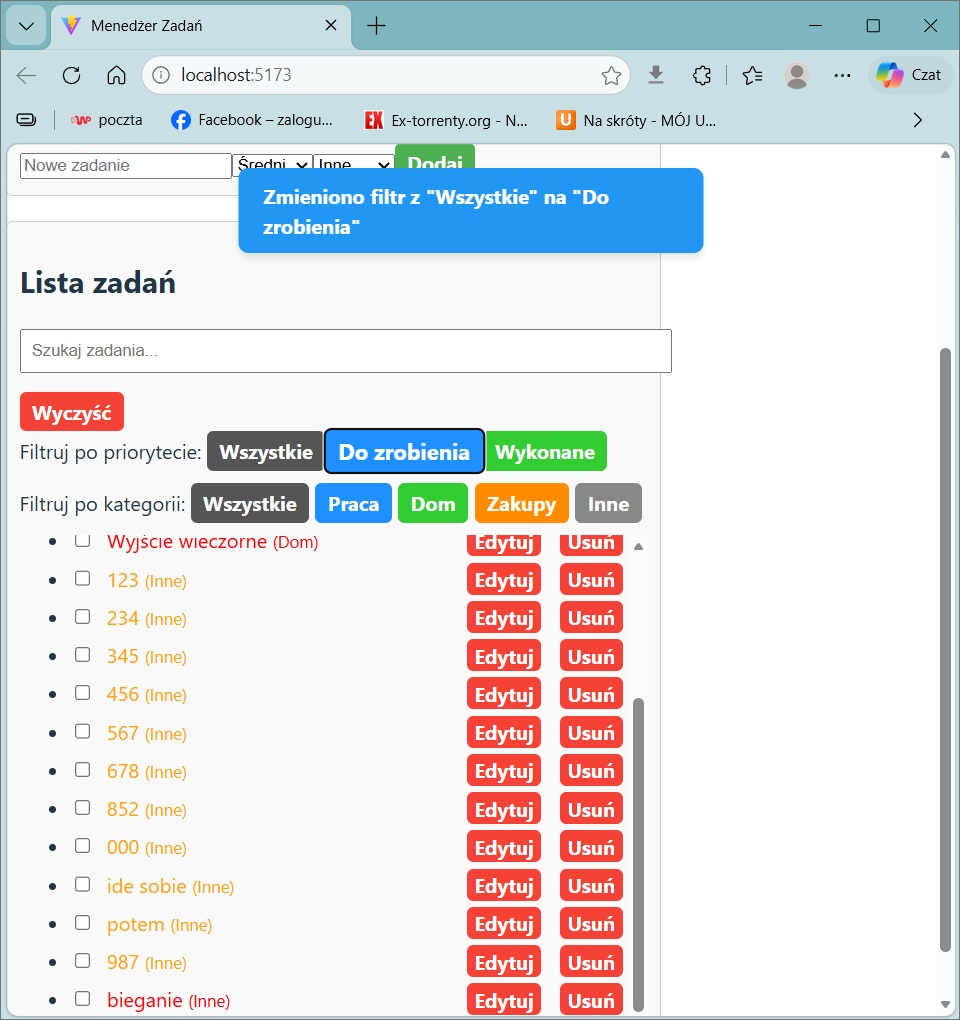 Menedżer Zadań
localhost:5173
Czat
WP poczta
Facebook – zalogu...
EX Ex-torrenty.org - N...
U Na skróty - MÓJ U...
Nowe zadanie
Średni
Inne
Dodaj
Zmieniono filtr z "Wszystkie" na "Do
zrobienia"
Lista zadań
Szukaj zadania...
Wyczyść
Filtruj po priorytecie: Wszystkie Do zrobienia Wykonane
Filtruj po kategorii: Wszystkie Praca Dom Zakupy Inne
Wyjście wieczorne (Dom) Edytuj Usuń
123 (Inne) Edytuj Usuń
234 (Inne) Edytuj Usuń
345 (Inne) Edytuj Usuń
456 (Inne) Edytuj Usuń
567 (Inne) Edytuj Usuń
678 (Inne) Edytuj Usuń
852 (Inne) Edytuj Usuń
000 (Inne) Edytuj Usuń
ide sobie (Inne) Edytuj Usuń
potem (Inne) Edytuj Usuń
987 (Inne) Edytuj Usuń
bieganie (Inne) Edytuj Usuń